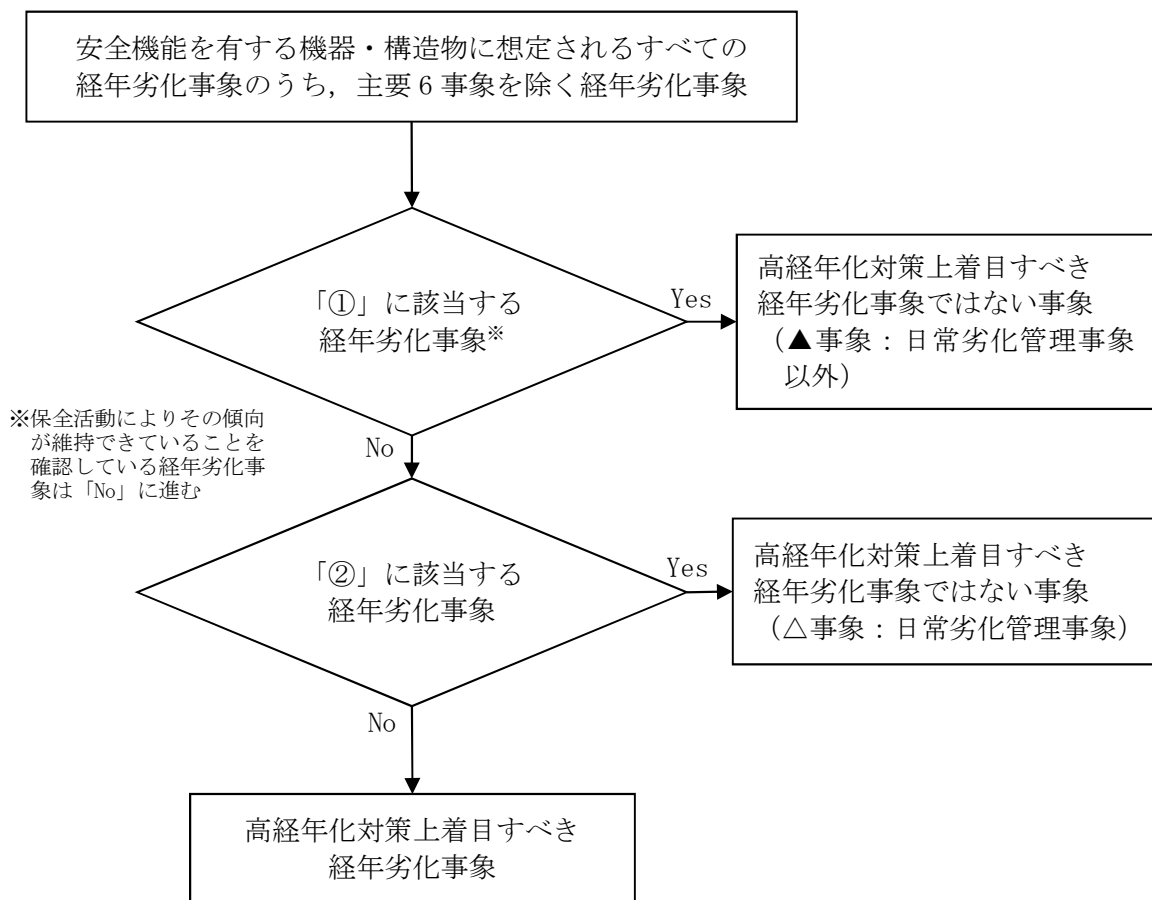 安全機能を有する機器・構造物に想定されるすべての
経年劣化事象のうち，主要６事象を除く経年劣化事象
「①」に該当する
経年劣化事象※
Yes
高経年化対策上着目すべき
経年劣化事象ではない事象
（▲事象：日常劣化管理事象
以外）
※保全活動によりその傾向
が維持できていることを
確認している経年劣化事
象は「No」に進む
No
「②」に該当する
経年劣化事象
Yes
高経年化対策上着目すべき
経年劣化事象ではない事象
（△事象：日常劣化管理事象）
No
高経年化対策上着目すべき
経年劣化事象